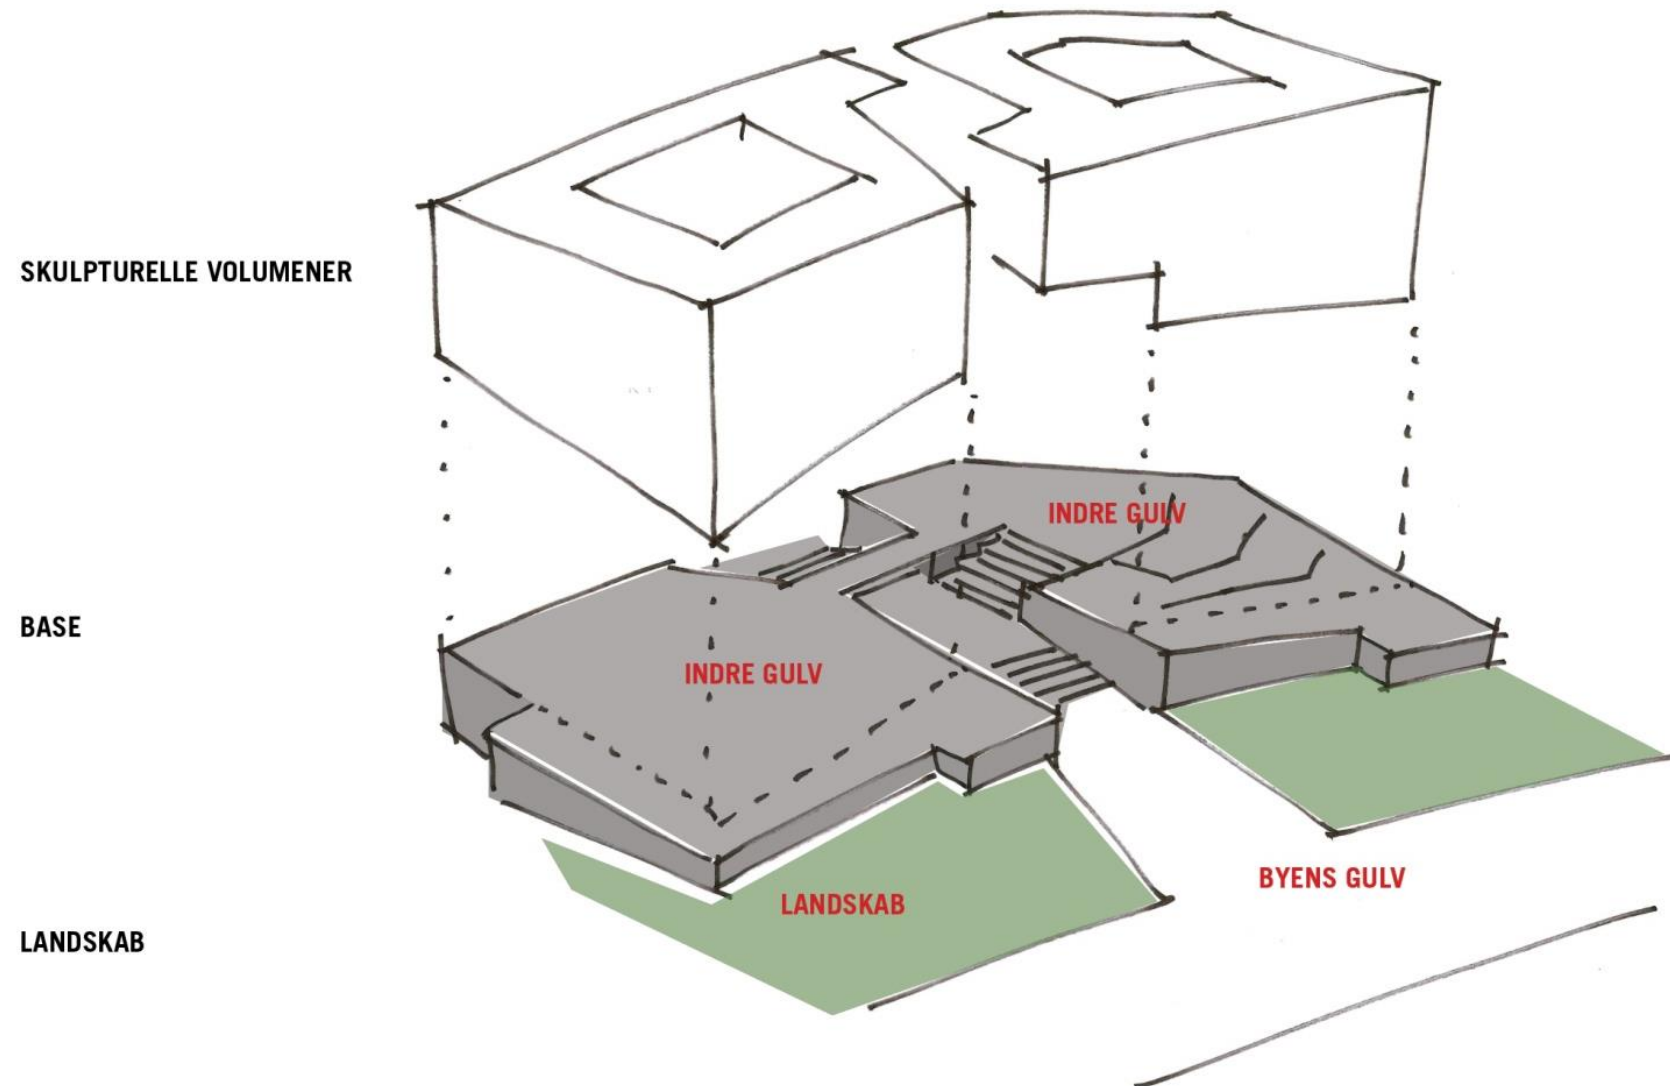 SKULPTURELLE VOLUMENER
INDRE GULV
BASE
INDRE GULV
BYENS GULV
LANDSKAB
LANDSKAB